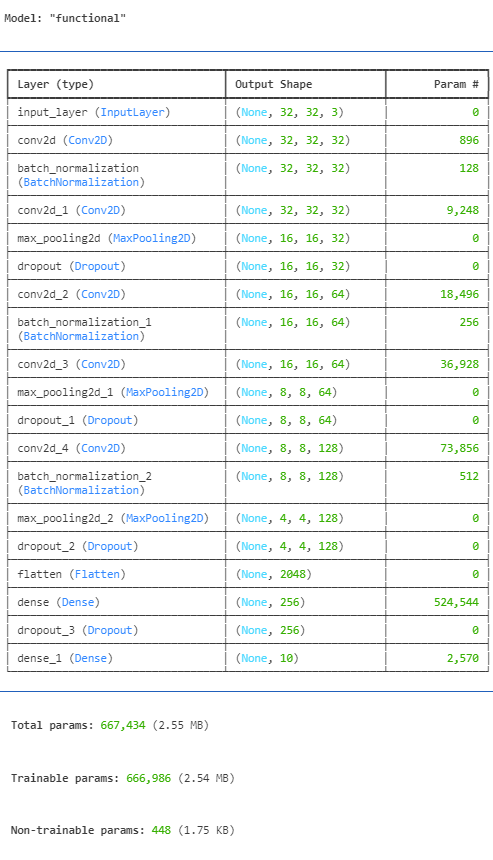 Model: "functional"
Layer (type) Output Shape Param #
input_layer (InputLayer) (None, 32, 32, 3) 0
conv2d (Conv2D) (None, 32, 32, 32) 896
batch_normalization (None, 32, 32, 32) 128
(BatchNormalization)
conv2d_1 (Conv2D) (None, 32, 32, 32) 9,248
max_pooling2d (MaxPooling2D) (None, 16, 16, 32) 0
dropout (Dropout) (None, 16, 16, 32) 0
conv2d_2 (Conv2D) (None, 16, 16, 64) 18,496
batch_normalization_1 (None, 16, 16, 64) 256
(BatchNormalization)
conv2d_3 (Conv2D) (None, 16, 16, 64) 36,928
max_pooling2d_1 (MaxPooling2D) (None, 8, 8, 64) 0
dropout_1 (Dropout) (None, 8, 8, 64) 0
conv2d_4 (Conv2D) (None, 8, 8, 128) 73,856
batch_normalization_2 (None, 8, 8, 128) 512
(BatchNormalization)
max_pooling2d_2 (MaxPooling2D) (None, 4, 4, 128) 0
dropout_2 (Dropout) (None, 4, 4, 128) 0
flatten (Flatten) (None, 2048) 0
dense (Dense) (None, 256) 524,544
dropout_3 (Dropout) (None, 256) 0
dense_1 (Dense) (None, 10) 2,570
Total params: 667,434 (2.55 MB)
Trainable params: 666,986 (2.54 MB)
Non-trainable params: 448 (1.75 KB)